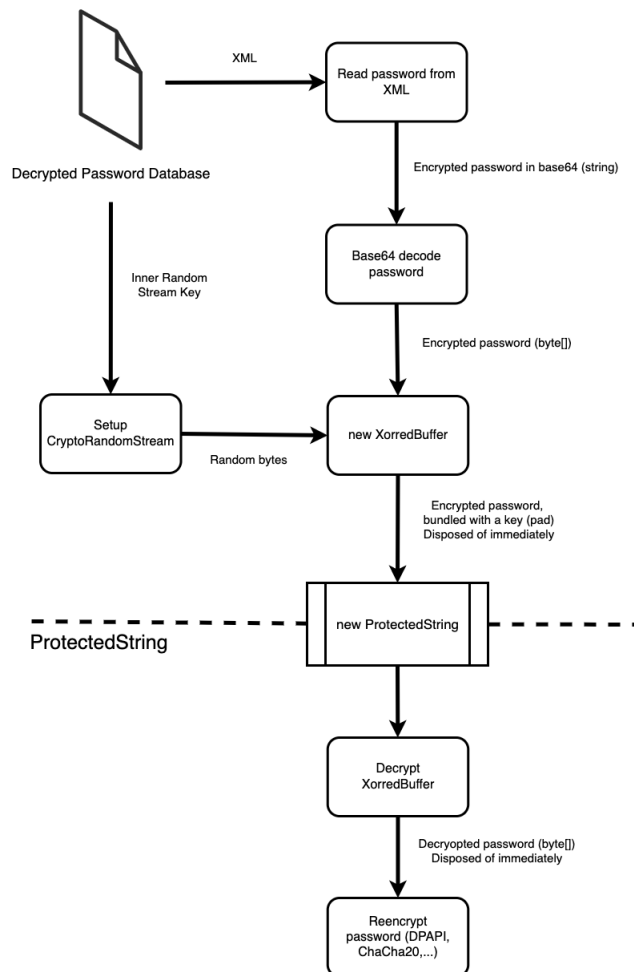 XML
Read password from
XML
Decrypted Password Database
Encrypted password in base64 (string)
Base64 decode
password
Inner Random
Stream Key
Encrypted password (byte[])
Setup
CryptoRandomStream
Random bytes
new XorredBuffer
Encrypted password,
bundled with a key (pad)
Disposed of immediately
new ProtectedString
ProtectedString
Decrypt
XorredBuffer
Decryopted password (byte[])
Disposed of immediately
Reencrypt
password (DPAPI,
ChaCha20,...)